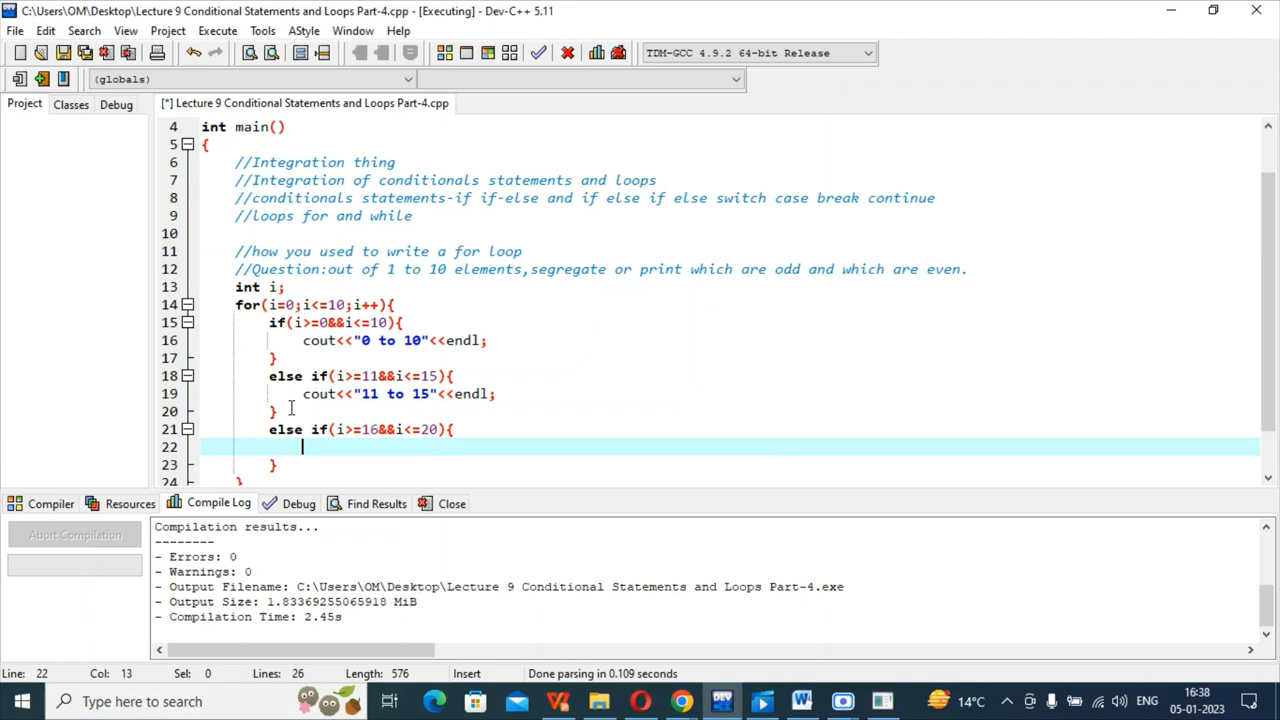 C:\Users\OM\Desktop\Lecture 9 Conditional Statements and Loops Part-4.cpp - [Executing] - Dev-C++ 5.11
File Edit Search View Project Execute Tools AStyle Window Help
TDM-GCC 4.9.2 64-bit Release
(globals)
Project Classes Debug [*] Lecture 9 Conditional Statements and Loops Part-4.cpp
4 int main()
5 {
6 //Integration thing
7 //Integration of conditionals statements and loops
8 //conditionals statements-if if-else and if else if else switch case break continue
9 //loops for and while
10
11 //how you used to write a for loop
12 //Question:out of 1 to 10 elements,segregate or print which are odd and which are even.
13 int i;
14 for(i=0;i<=10;i++){
15 if(i>=0&&i<=10){
16 cout<<"0 to 10"<<endl;
17 }
18 else if(i>=11&&i<=15){
19 cout<<"11 to 15"<<endl;
20 }
21 else if(i>=16&&i<=20){
22
23 }
24 }
Compiler Resources Compile Log Debug Find Results Close
Abort Compilation
Compilation results...
--------
- Errors: 0
- Warnings: 0
- Output Filename: C:\Users\OM\Desktop\Lecture 9 Conditional Statements and Loops Part-4.exe
- Output Size: 1.83369255065918 MiB
- Compilation Time: 2.45s
Line: 22 Col: 13 Sel: 0 Lines: 26 Length: 576 Insert Done parsing in 0.109 seconds
Type here to search DEV W 14°C ENG 16:38
05-01-2023